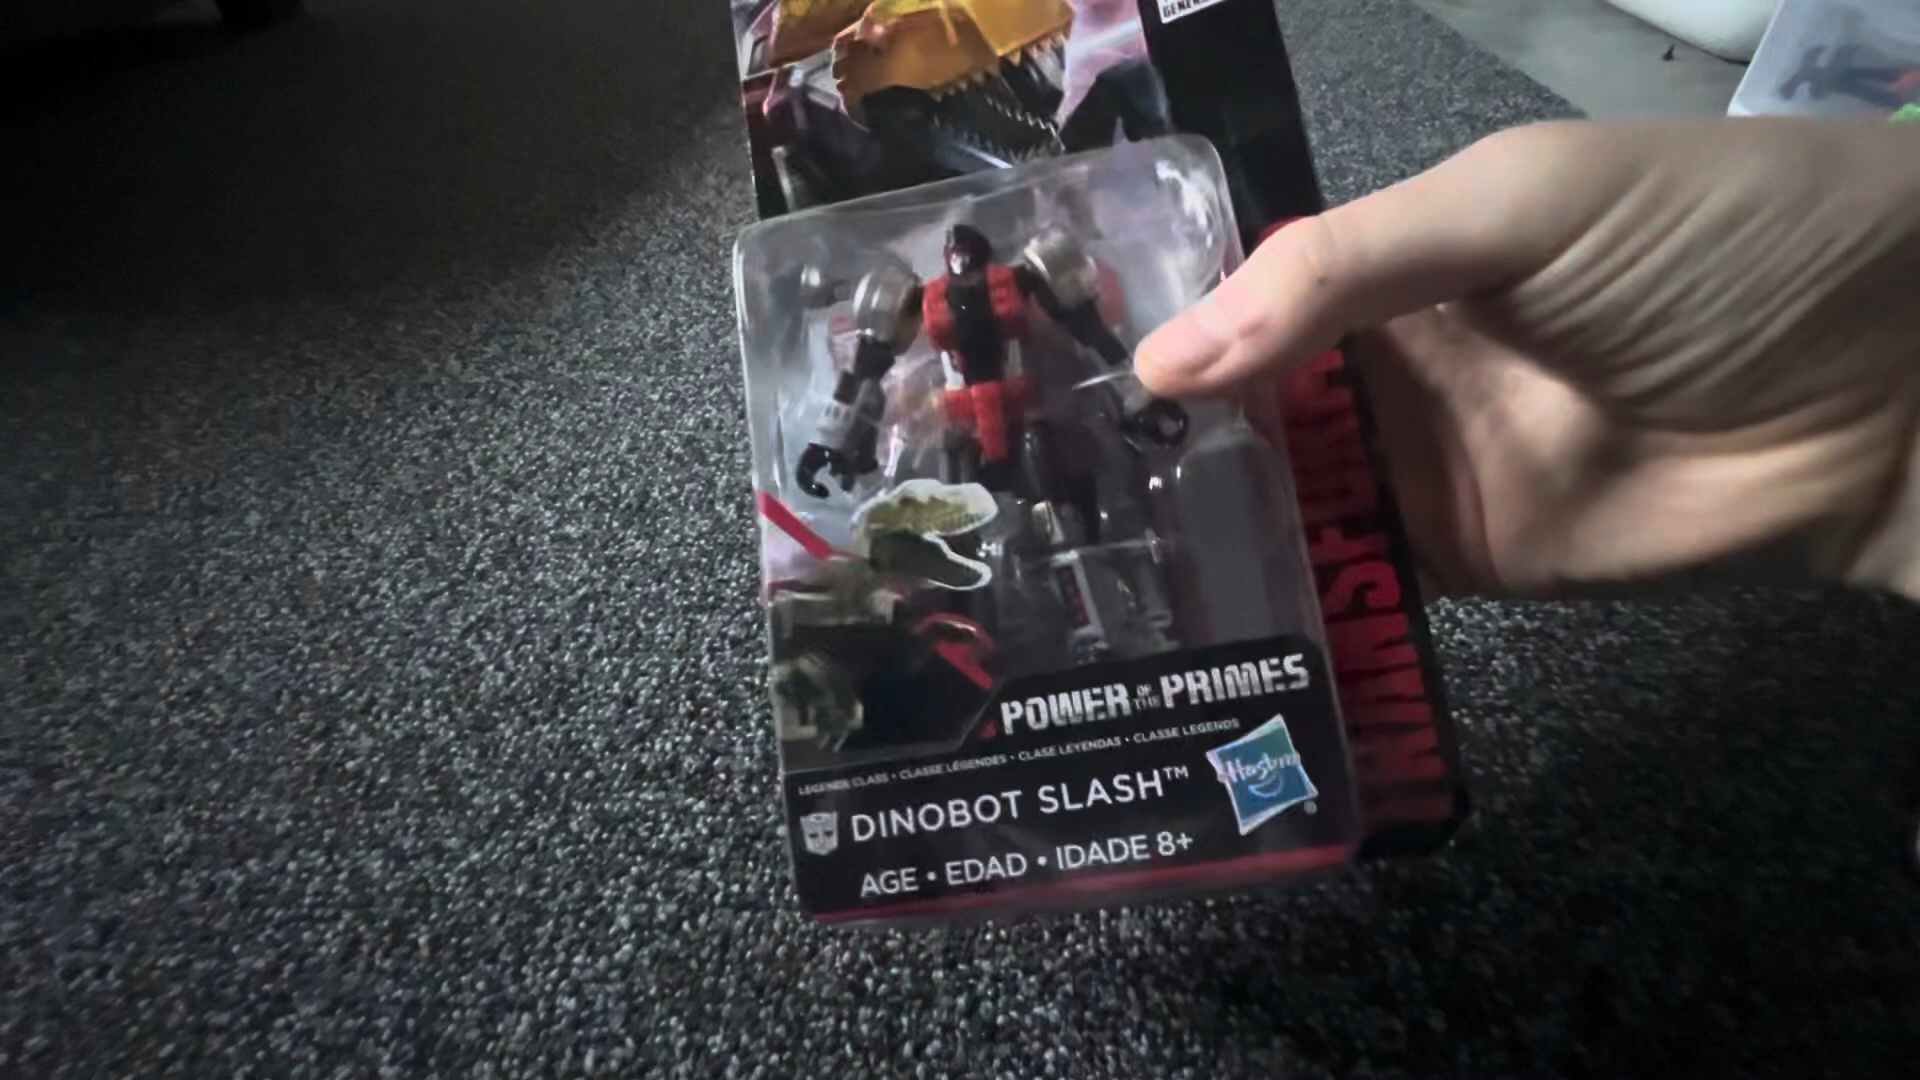 POWER OF THE PRIMES
LEGENDS CLASS • CLASSE LÉGENDES • CLASE LEYENDAS • CLASSE LEGENDS
DINOBOT SLASH™
Hasbro
®
AGE • EDAD • IDADE 8+
TRANSFORMERS